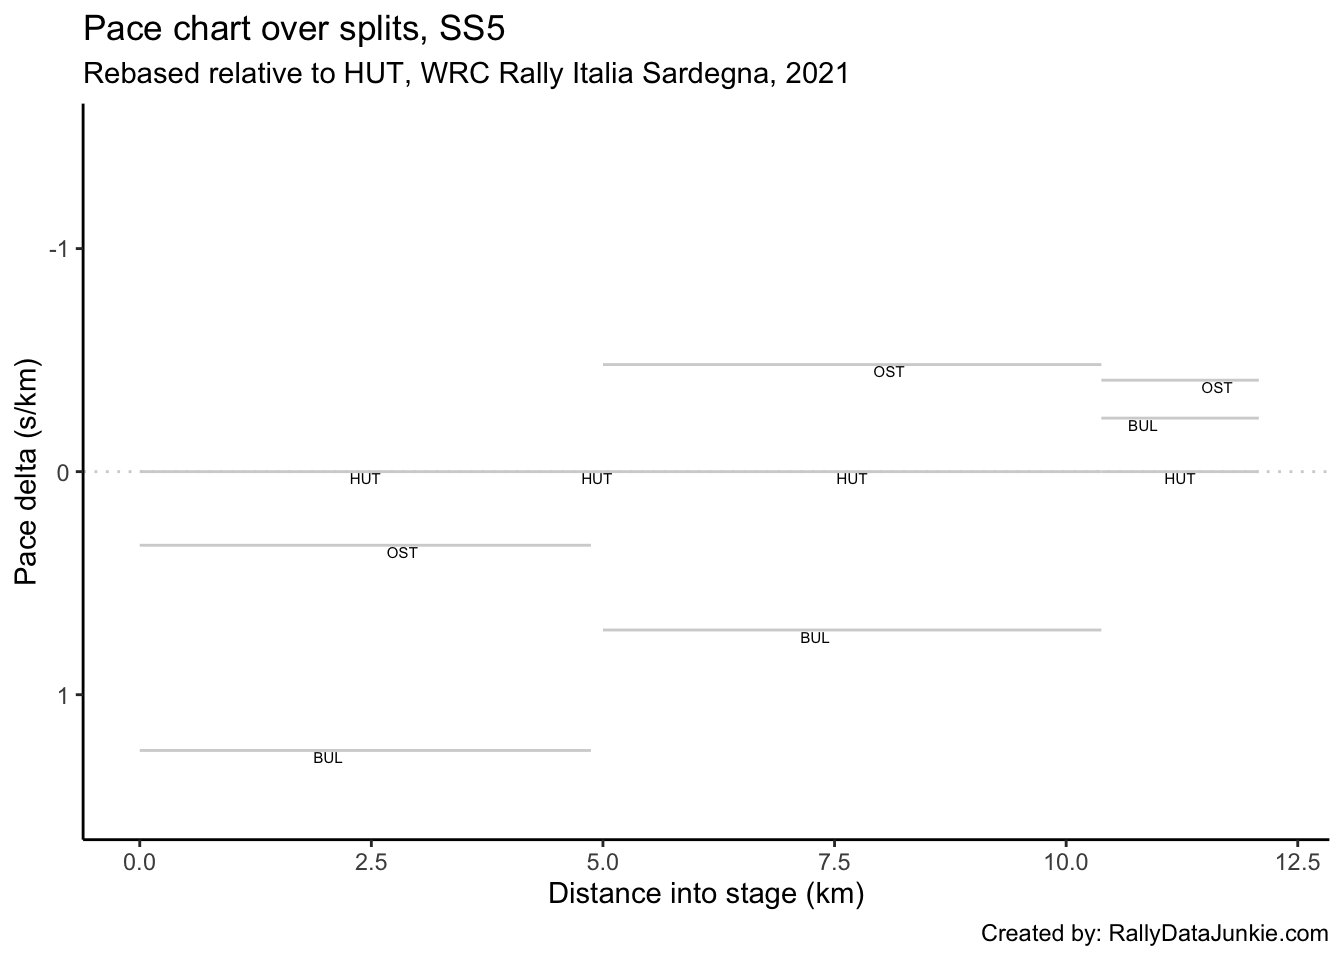 Pace chart over splits, SS5
Rebased relative to HUT, WRC Rally Italia Sardegna, 2021
Pace delta (s/km)
-1
0
1
OST
OST
BUL
HUT
HUT
HUT
HUT
OST
BUL
BUL
0.0
2.5
5.0
7.5
10.0
12.5
Distance into stage (km)
Created by: RallyDataJunkie.com